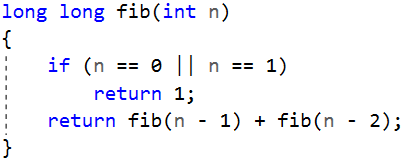 long long fib(int n)
{
    if (n == 0 || n == 1)
        return 1;
    return fib(n - 1) + fib(n - 2);
}